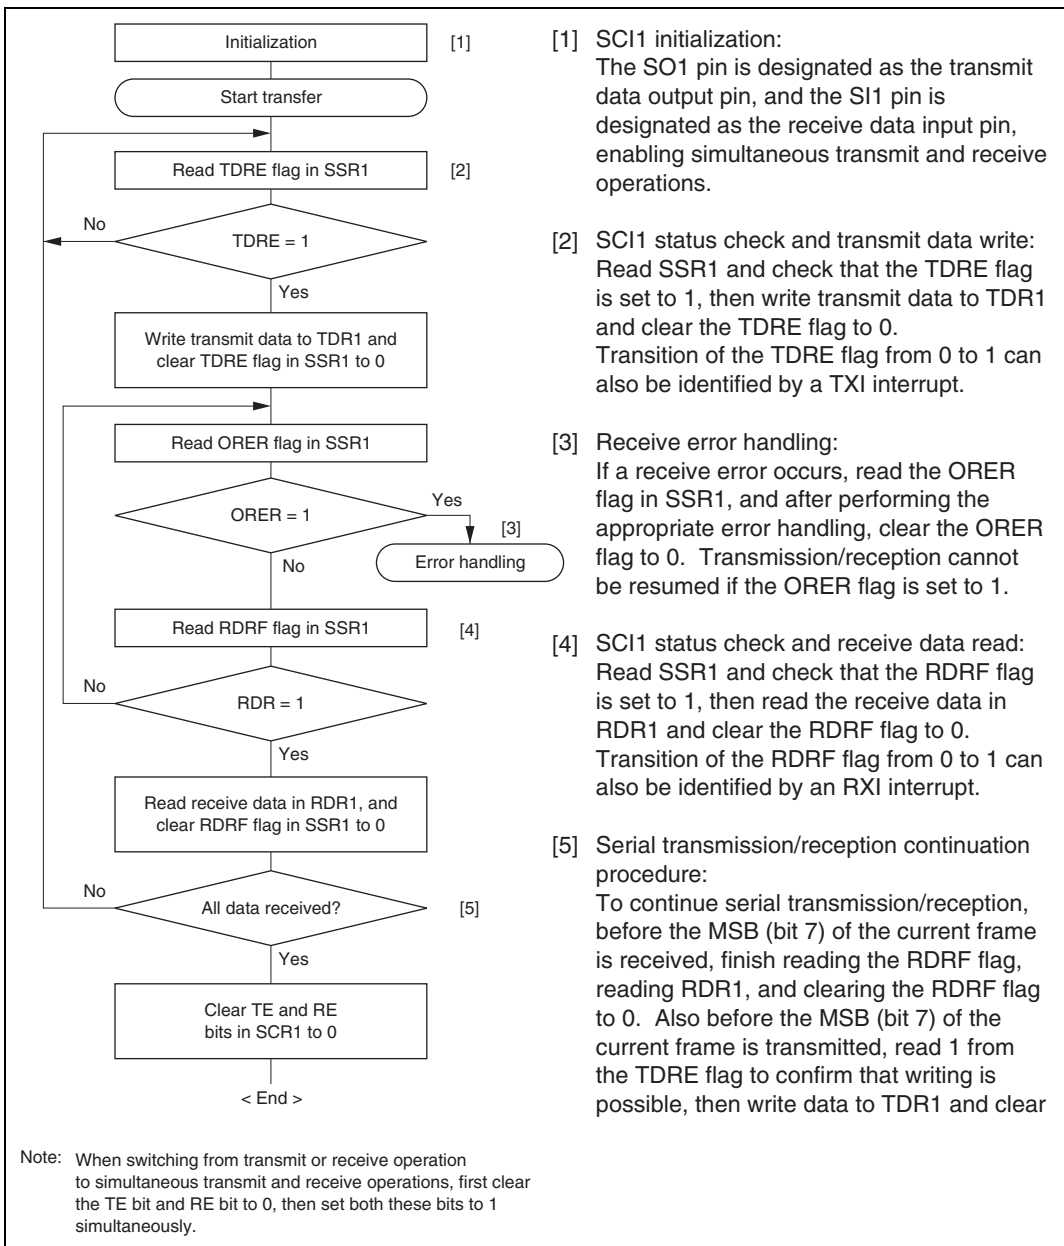 Initialization
[1]
Start transfer
Read TDRE flag in SSR1
[2]
No
TDRE = 1
Yes
Write transmit data to TDR1 and
clear TDRE flag in SSR1 to 0
Read ORER flag in SSR1
Yes
ORER = 1
[3]
Error handling
No
Read RDRF flag in SSR1
[4]
No
RDR = 1
Yes
Read receive data in RDR1, and
clear RDRF flag in SSR1 to 0
No
All data received?
[5]
Yes
Clear TE and RE
bits in SCR1 to 0
< End >
[1] SCI1 initialization:
The SO1 pin is designated as the transmit
data output pin, and the SI1 pin is
designated as the receive data input pin,
enabling simultaneous transmit and receive
operations.
[2] SCI1 status check and transmit data write:
Read SSR1 and check that the TDRE flag
is set to 1, then write transmit data to TDR1
and clear the TDRE flag to 0.
Transition of the TDRE flag from 0 to 1 can
also be identified by a TXI interrupt.
[3] Receive error handling:
If a receive error occurs, read the ORER
flag in SSR1, and after performing the
appropriate error handling, clear the ORER
flag to 0. Transmission/reception cannot
be resumed if the ORER flag is set to 1.
[4] SCI1 status check and receive data read:
Read SSR1 and check that the RDRF flag
is set to 1, then read the receive data in
RDR1 and clear the RDRF flag to 0.
Transition of the RDRF flag from 0 to 1 can
also be identified by an RXI interrupt.
[5] Serial transmission/reception continuation
procedure:
To continue serial transmission/reception,
before the MSB (bit 7) of the current frame
is received, finish reading the RDRF flag,
reading RDR1, and clearing the RDRF flag
to 0. Also before the MSB (bit 7) of the
current frame is transmitted, read 1 from
the TDRE flag to confirm that writing is
possible, then write data to TDR1 and clear
Note: When switching from transmit or receive operation
to simultaneous transmit and receive operations, first clear
the TE bit and RE bit to 0, then set both these bits to 1
simultaneously.